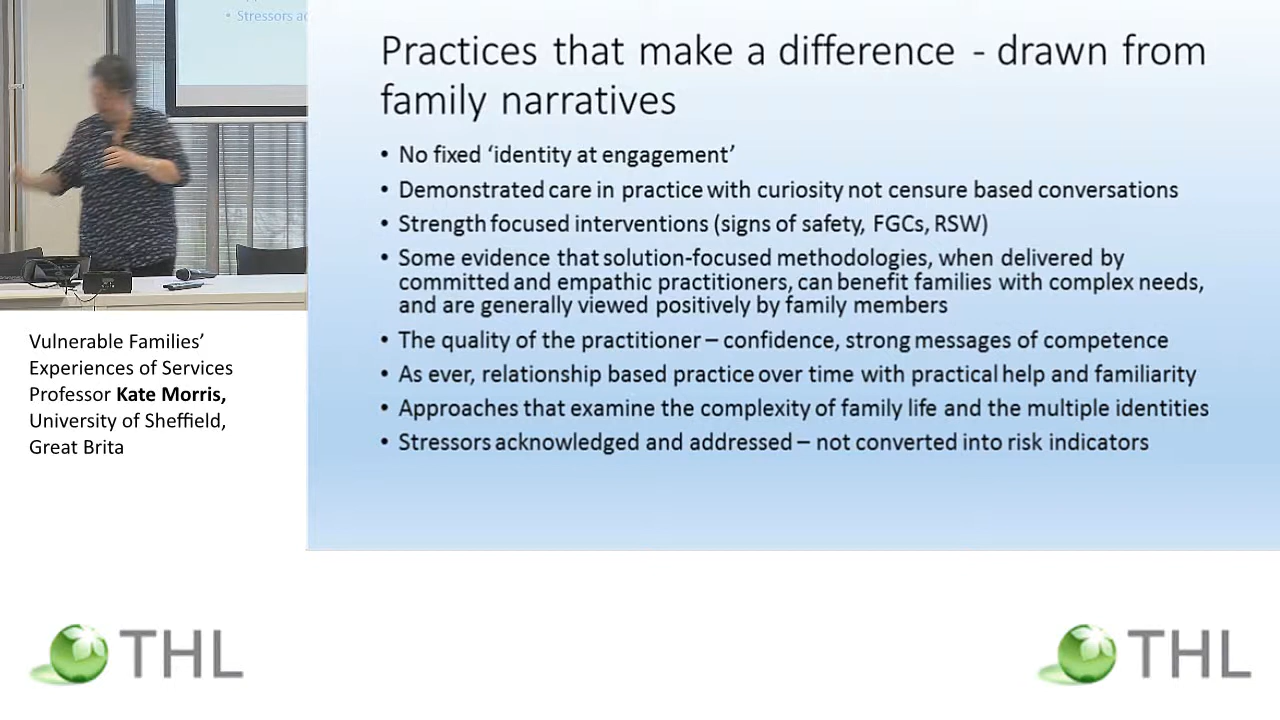 • Stressors
Practices that make a difference - drawn from
family narratives
• No fixed ‘identity at engagement’
• Demonstrated care in practice with curiosity not censure based conversations
• Strength focused interventions (signs of safety, FGCs, RSW)
• Some evidence that solution-focused methodologies, when delivered by
committed and empathic practitioners, can benefit families with complex needs,
and are generally viewed positively by family members
• The quality of the practitioner – confidence, strong messages of competence
• As ever, relationship based practice over time with practical help and familiarity
• Approaches that examine the complexity of family life and the multiple identities
• Stressors acknowledged and addressed – not converted into risk indicators
Vulnerable Families’
Experiences of Services
Professor Kate Morris,
University of Sheffield,
Great Brita
THL
THL